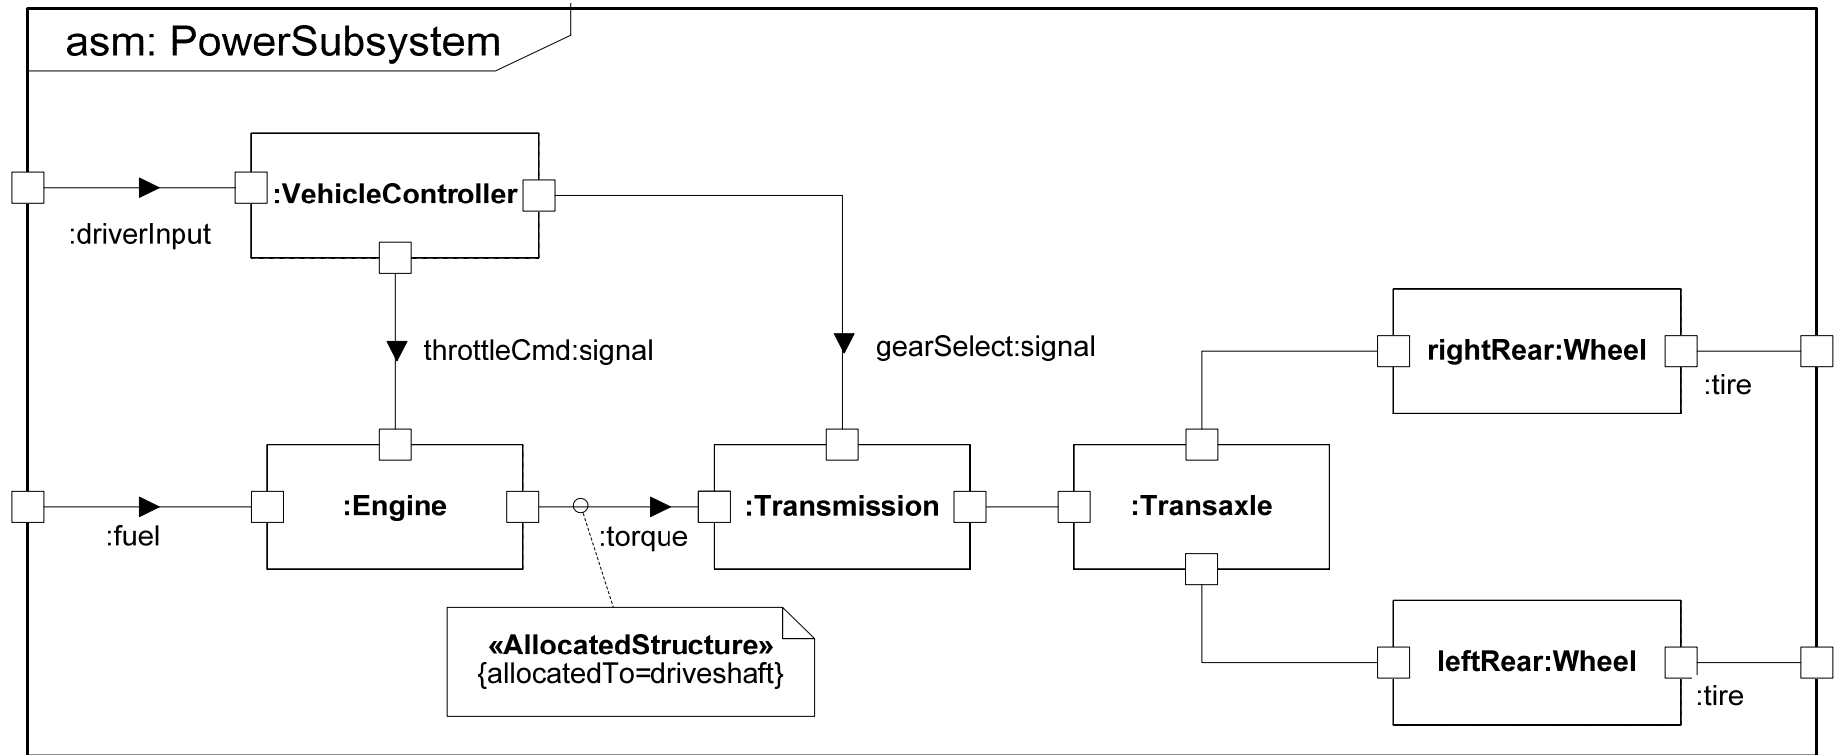 asm: PowerSubsystem
:VehicleController
:driverInput
throttleCmd:signal
gearSelect:signal
rightRear:Wheel
:tire
:Engine
:Transmission
:Transaxle
:fuel
:torque
«AllocatedStructure»
{allocatedTo=driveshaft}
leftRear:Wheel
:tire